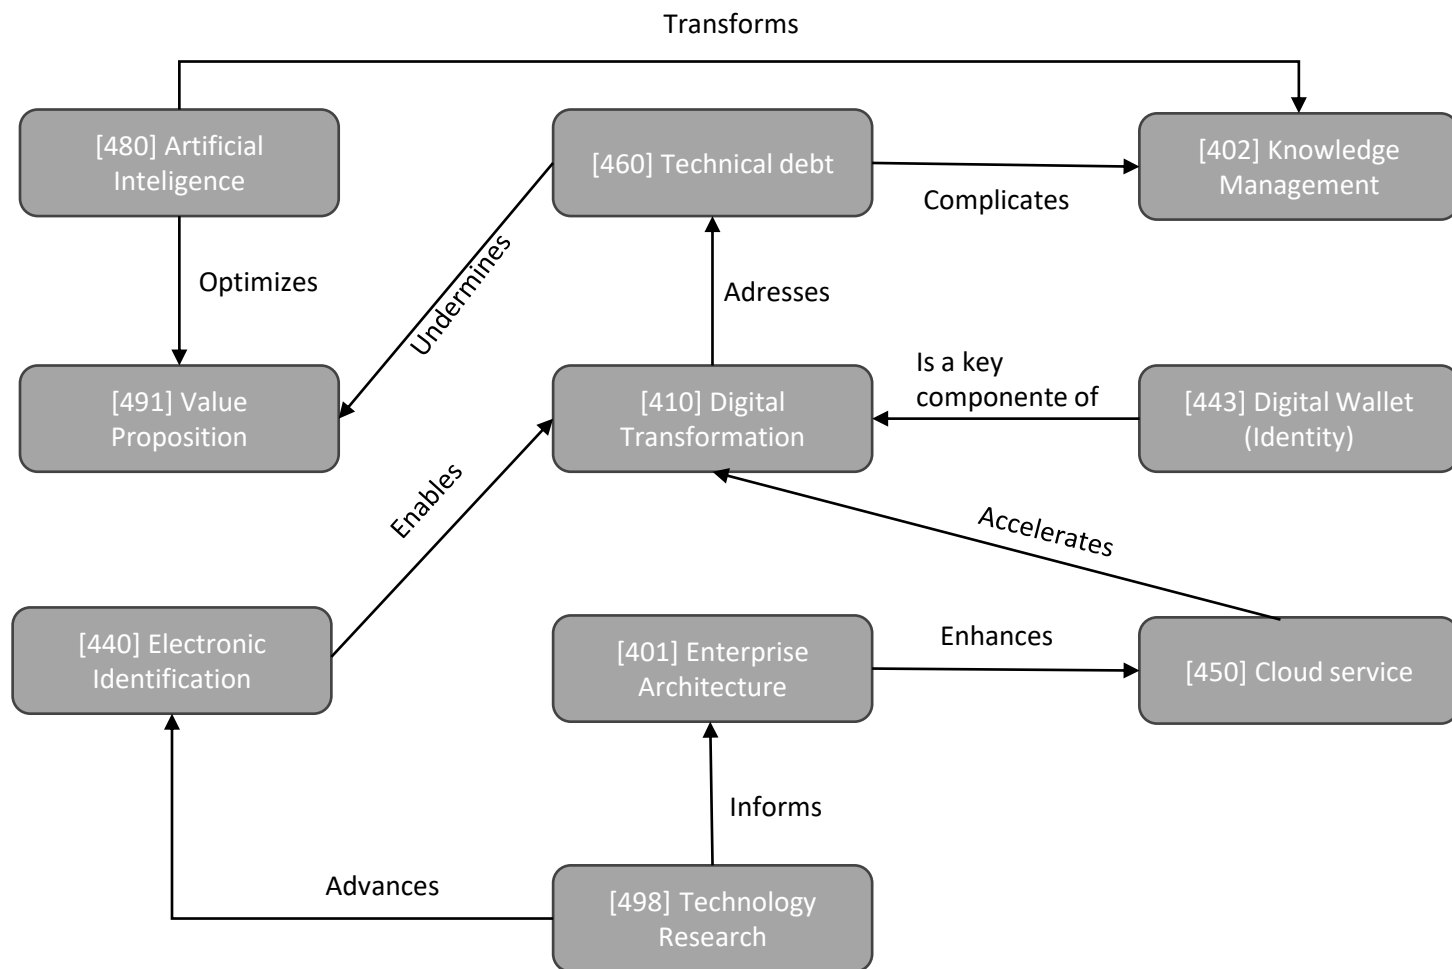 Transforms
[480] Artificial
Inteligence
[460] Technical debt
[402] Knowledge
Management
Complicates
Optimizes
Undermines
Adresses
[491] Value
Proposition
[410] Digital
Transformation
Is a key
componente of
[443] Digital Wallet
(Identity)
Enables
Accelerates
[440] Electronic
Identification
[401] Enterprise
Architecture
Enhances
[450] Cloud service
Informs
Advances
[498] Technology
Research